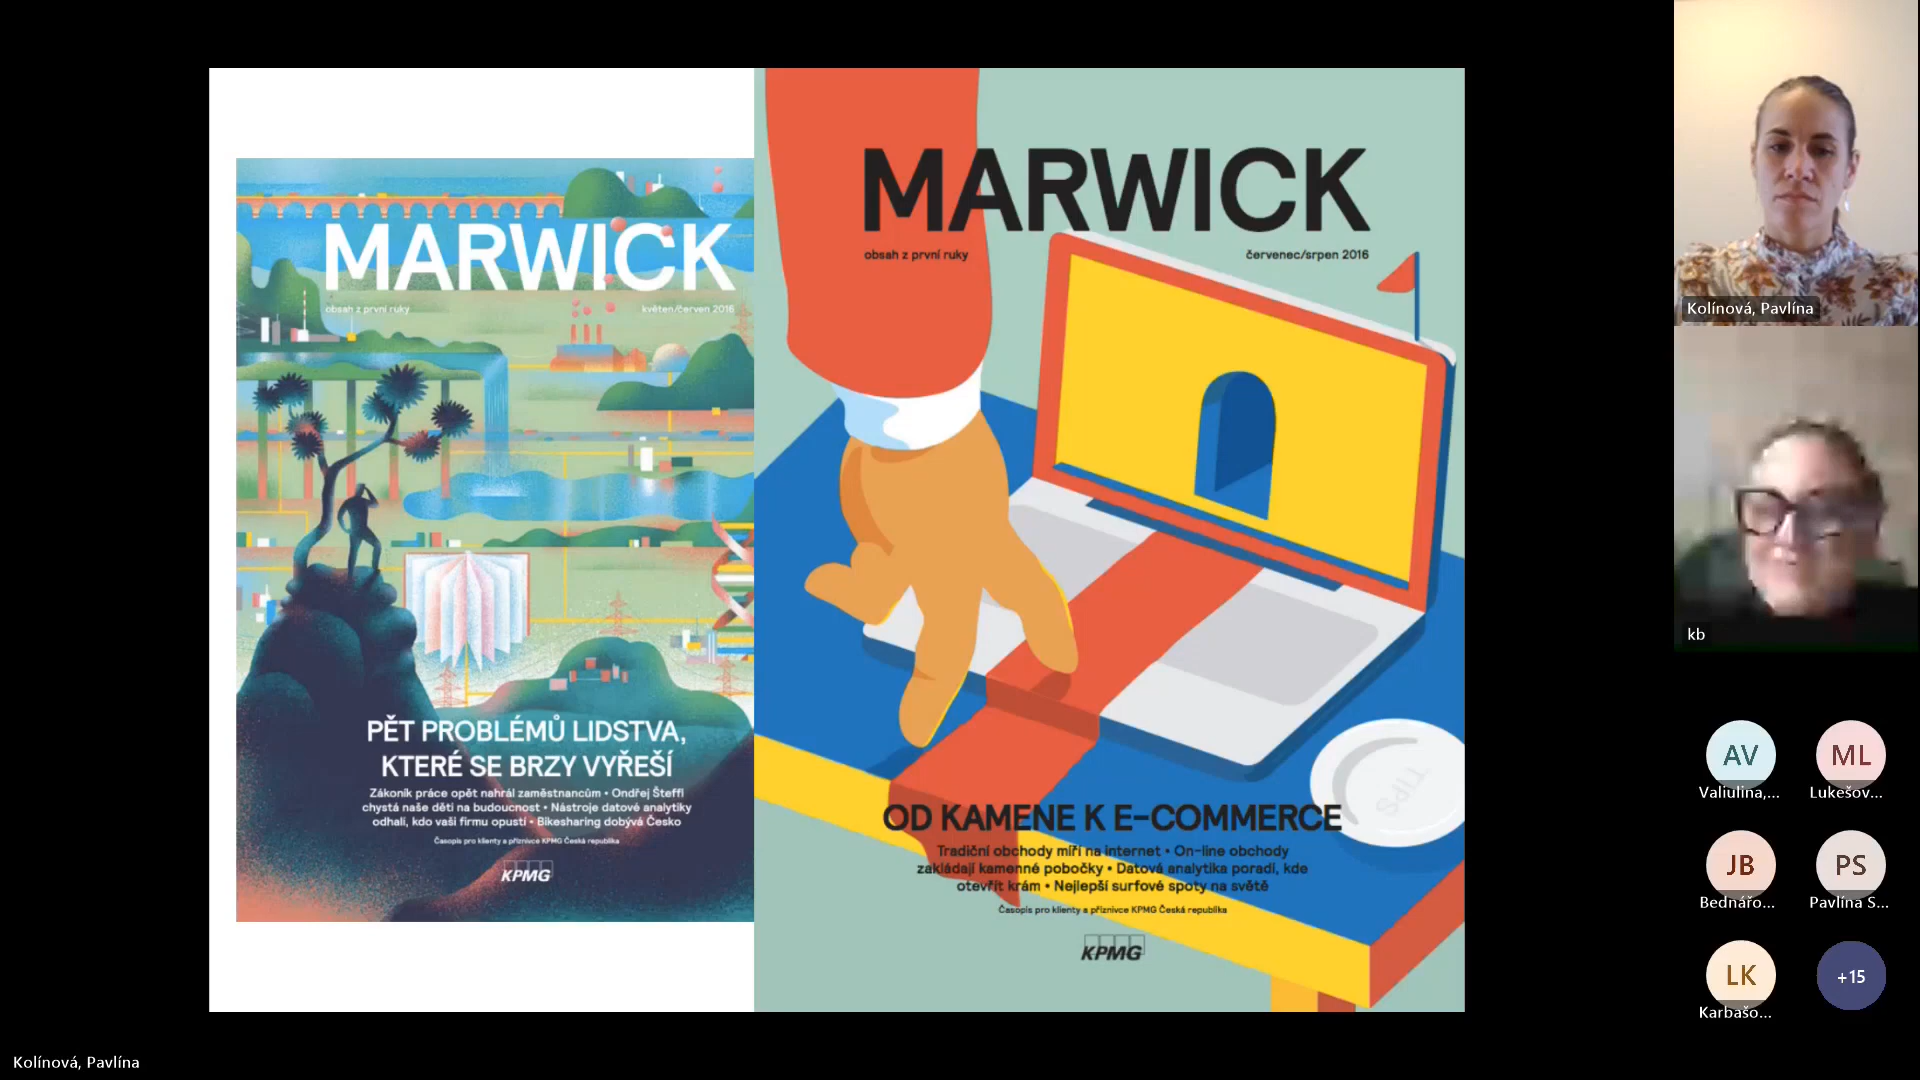 MARWICK
obsah z první ruky
květen/červen 2016
PĚT PROBLÉMŮ LIDSTVA,
KTERÉ SE BRZY VYŘEŠÍ
Zákoník práce opět nahrál zaměstnancům • Ondřej Šteffl
chystá naše děti na budoucnost • Nástroje datové analytiky
odhalí, kdo vaši firmu opustí • Bikesharing dobývá Česko
Časopis pro klienty a příznivce KPMG Česká republika
KPMG
MARWICK
obsah z první ruky
červenec/srpen 2016
TIPS
OD KAMENE K E-COMMERCE
Tradiční obchody míří na internet • On-line obchody
zakládají kamenné pobočky • Datová analytika poradí, kde
otevřít krám • Nejlepší surfové spoty na světě
Časopis pro klienty a příznivce KPMG Česká republika
KPMG
Kolínová, Pavlína
kb
AV
Valiulina,...
ML
Lukešov...
JB
Bednářo...
PS
Pavlína S...
LK
Karbašo...
+15
Kolínová, Pavlína